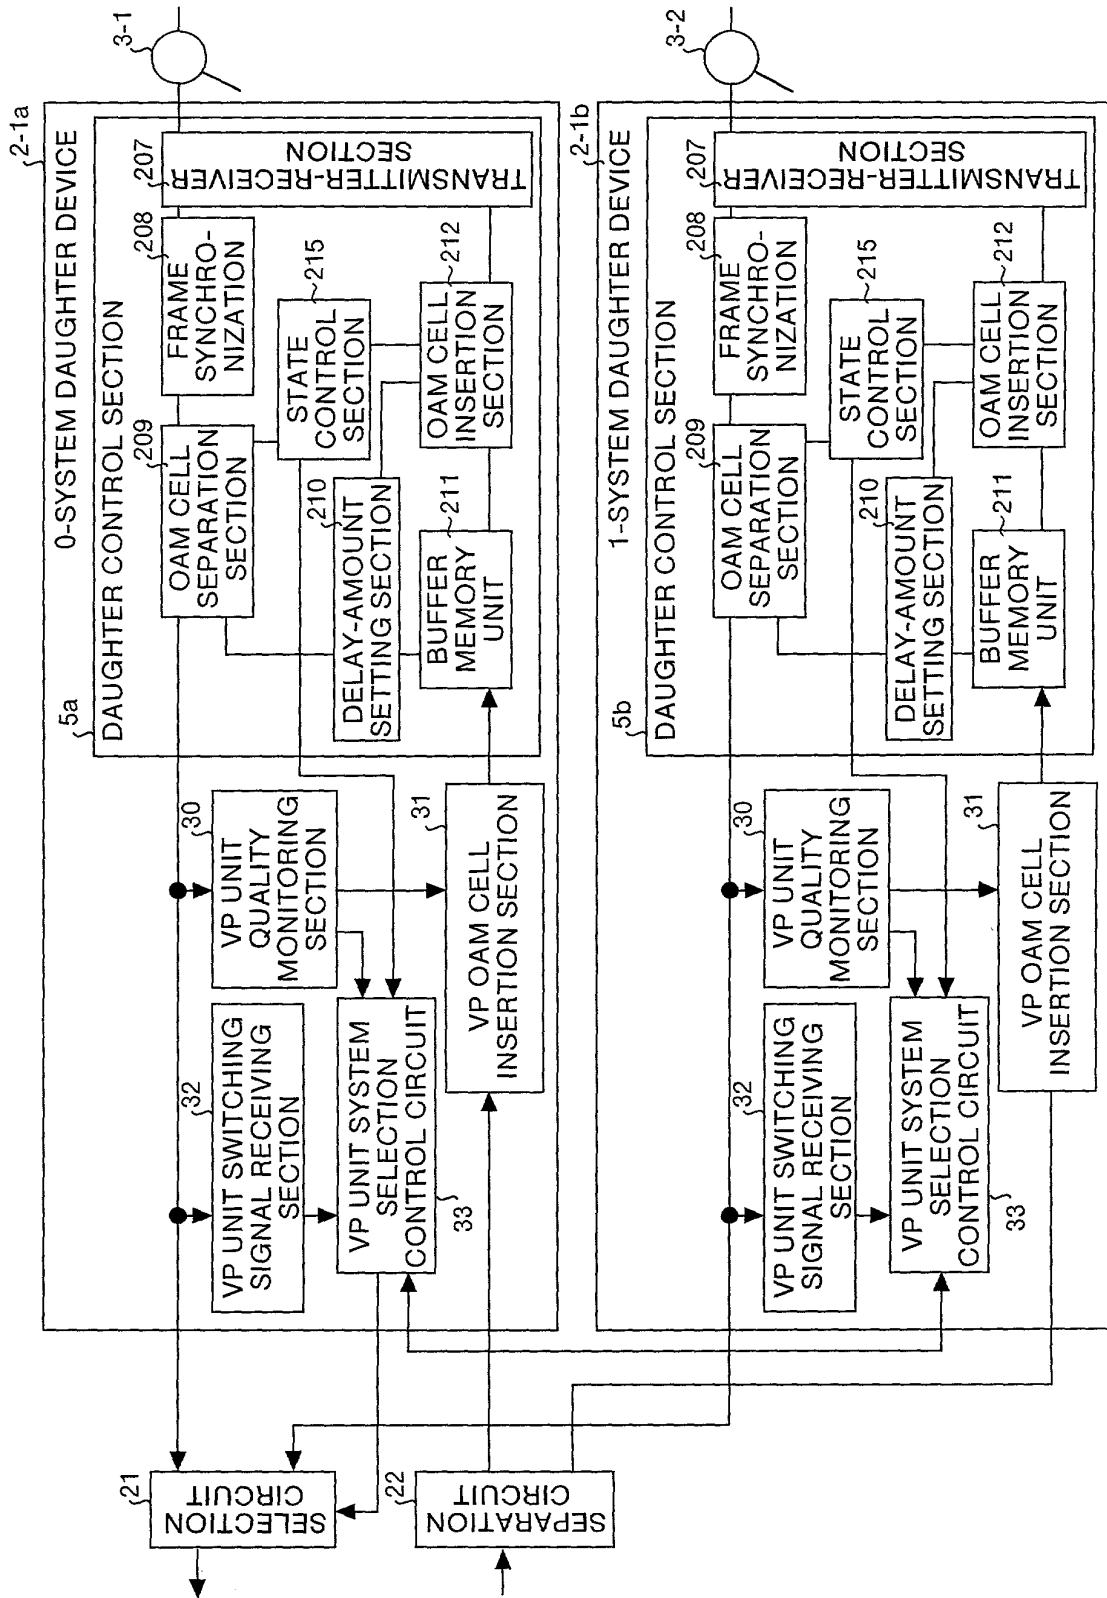 0-SYSTEM DAUGHTER DEVICE
2-1a
5a
DAUGHTER CONTROL SECTION
3-1
21
SELECTION
CIRCUIT
22
SEPARATION
CIRCUIT
32
VP UNIT SWITCHING
SIGNAL RECEIVING
SECTION
30
VP UNIT
QUALITY
MONITORING
SECTION
VP UNIT SYSTEM
SELECTION
CONTROL CIRCUIT
33
31
VP OAM CELL
INSERTION SECTION
209
OAM CELL
SEPARATION
SECTION
208
FRAME
SYNCHRO-
NIZATION
207
TRANSMITTER-RECEIVER
SECTION
215
STATE
CONTROL
SECTION
210
DELAY-AMOUNT
SETTING SECTION
211
BUFFER
MEMORY
UNIT
212
OAM CELL
INSERTION
SECTION
1-SYSTEM DAUGHTER DEVICE
2-1b
5b
DAUGHTER CONTROL SECTION
3-2
32
VP UNIT SWITCHING
SIGNAL RECEIVING
SECTION
30
VP UNIT
QUALITY
MONITORING
SECTION
VP UNIT SYSTEM
SELECTION
CONTROL CIRCUIT
33
31
VP OAM CELL
INSERTION SECTION
209
OAM CELL
SEPARATION
SECTION
208
FRAME
SYNCHRO-
NIZATION
207
TRANSMITTER-RECEIVER
SECTION
215
STATE
CONTROL
SECTION
210
DELAY-AMOUNT
SETTING SECTION
211
BUFFER
MEMORY
UNIT
212
OAM CELL
INSERTION
SECTION